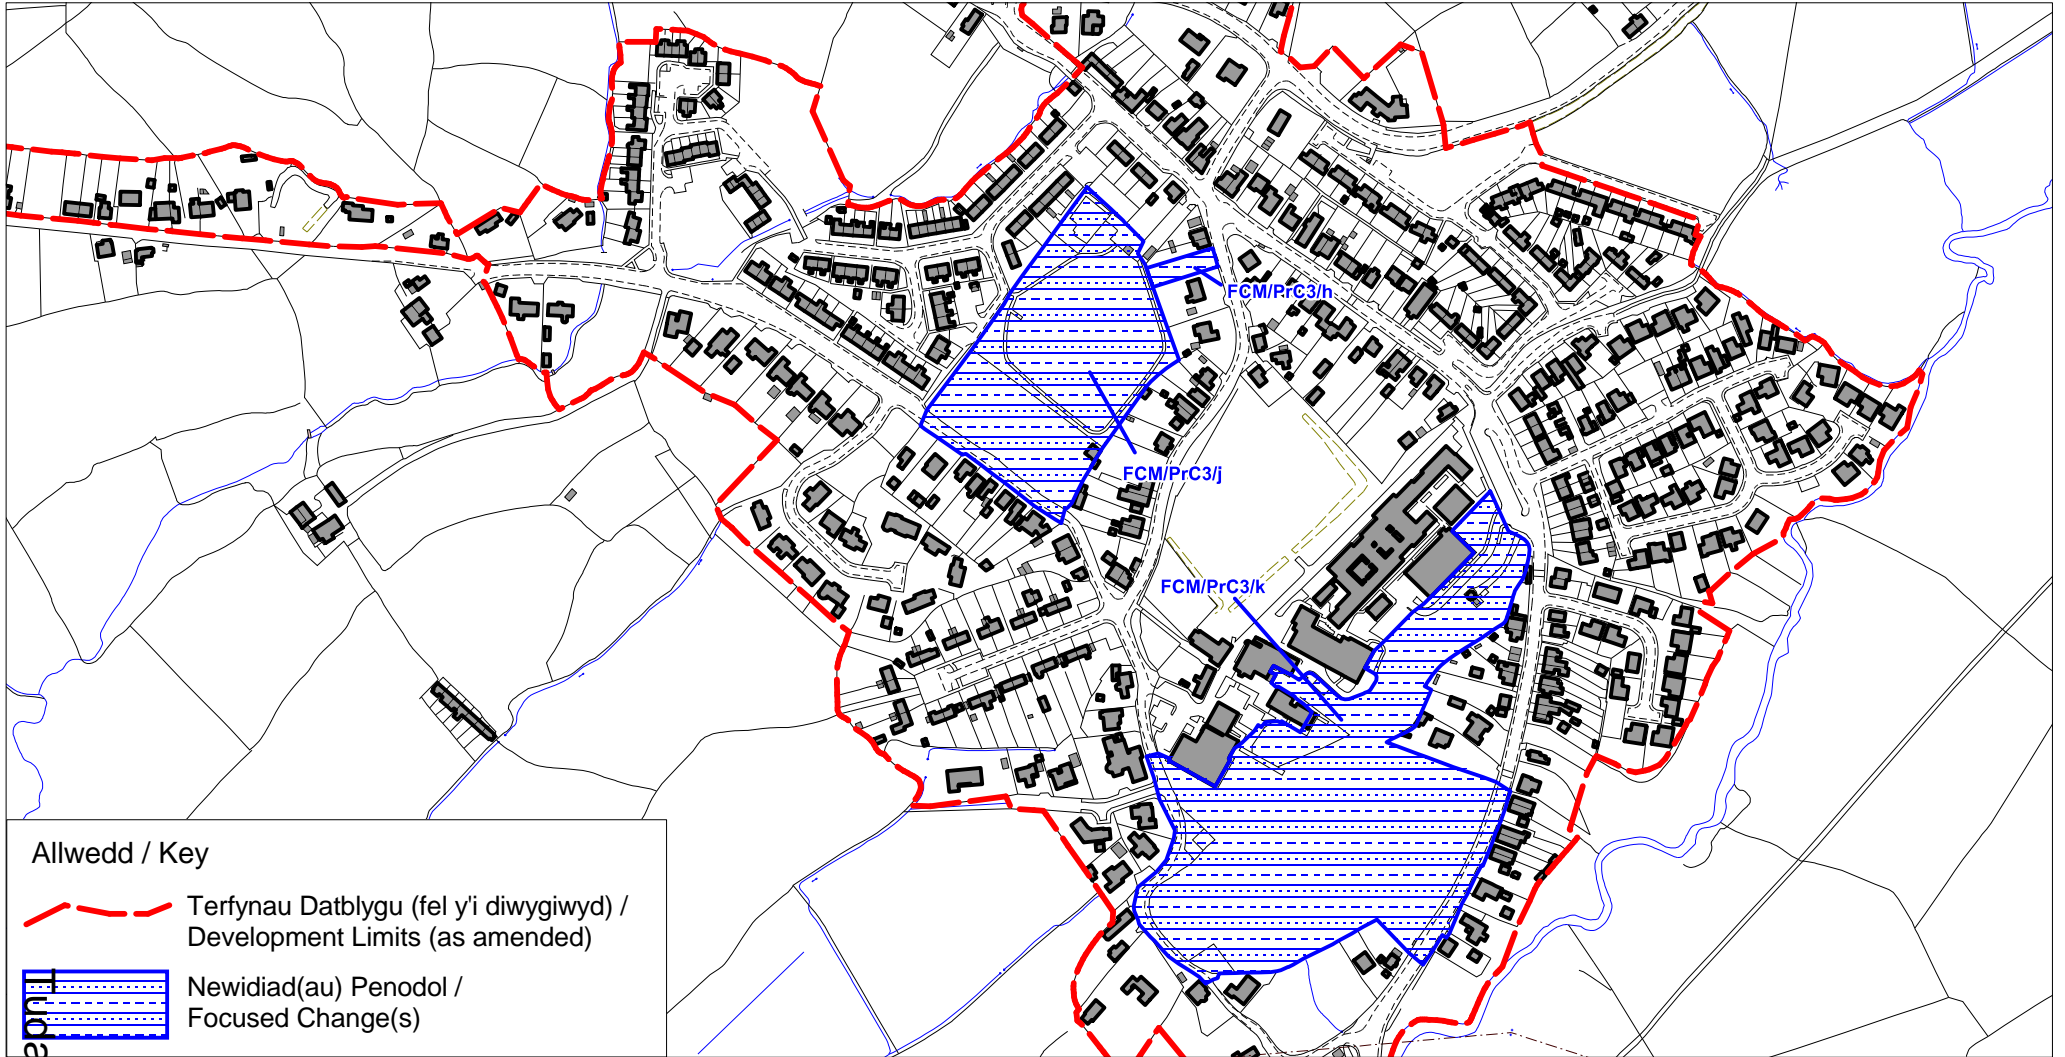 FCM/PrC3/h
FCM/PrC3/j
FCM/PrC3/k
Allwedd / Key
Terfynau Datblygu (fel y'i diwygiwyd) /
Development Limits (as amended)
Newidiad(au) Penodol /
Focused Change(s)
Tuda